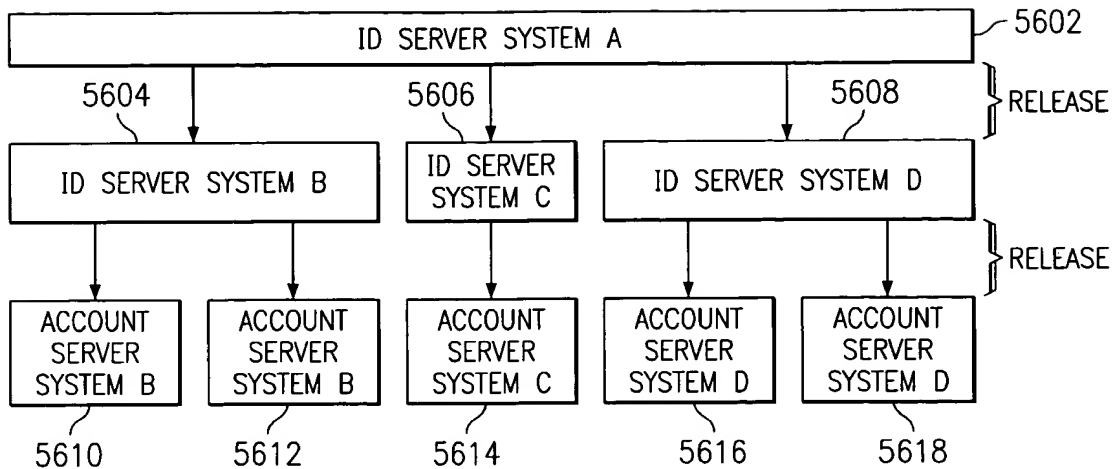 ID SERVER SYSTEM A
5602
5604
5606
5608
RELEASE
ID SERVER SYSTEM B
ID SERVER
SYSTEM C
ID SERVER SYSTEM D
RELEASE
ACCOUNT
SERVER
SYSTEM B
ACCOUNT
SERVER
SYSTEM B
ACCOUNT
SERVER
SYSTEM C
ACCOUNT
SERVER
SYSTEM D
ACCOUNT
SERVER
SYSTEM D
5610
5612
5614
5616
5618